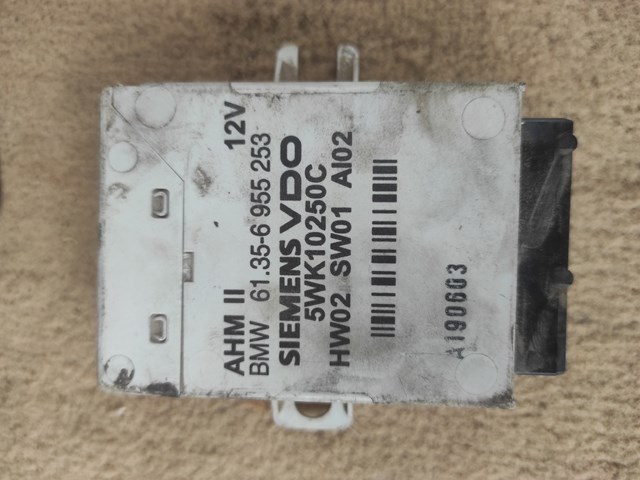 AHM II 12V
BMW 61.35-6 955 253
SIEMENS VDO
5WK10250C
HW02 SW01 AI02
A190603